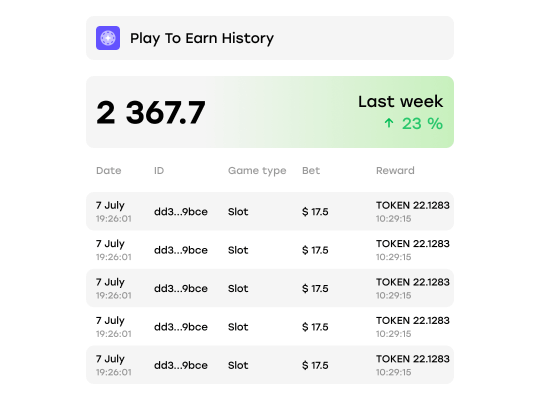 Play To Earn History
2 367.7
Last week
↑ 23 %
Date ID Game type Bet Reward
7 July dd3...9bce Slot $ 17.5 TOKEN 22.1283
19:26:01 10:29:15
7 July dd3...9bce Slot $ 17.5 TOKEN 22.1283
19:26:01 10:29:15
7 July dd3...9bce Slot $ 17.5 TOKEN 22.1283
19:26:01 10:29:15
7 July dd3...9bce Slot $ 17.5 TOKEN 22.1283
19:26:01 10:29:15
7 July dd3...9bce Slot $ 17.5 TOKEN 22.1283
19:26:01 10:29:15